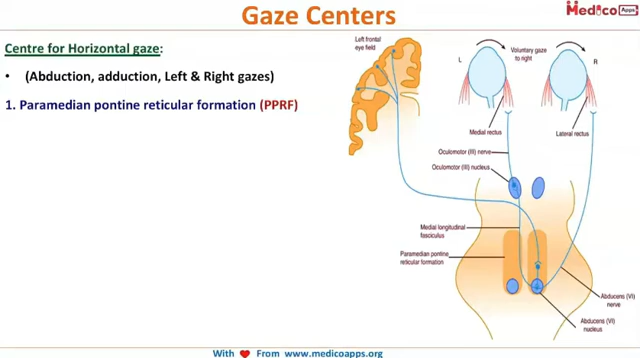 Gaze Centers
MedicoApps
Centre for Horizontal gaze:
• (Abduction, adduction, Left & Right gazes)
1. Paramedian pontine reticular formation (PPRF)
Left frontal
eye field
L
Voluntary gaze
to right
R
Medial rectus
Lateral rectus
Oculomotor (III) nerve
Oculomotor (III) nucleus
Medial longitudinal
fasciculus
Paramedian pontine
reticular formation
Abducens (VI)
nerve
Abducens (VI)
nucleus
With From www.medicoapps.org